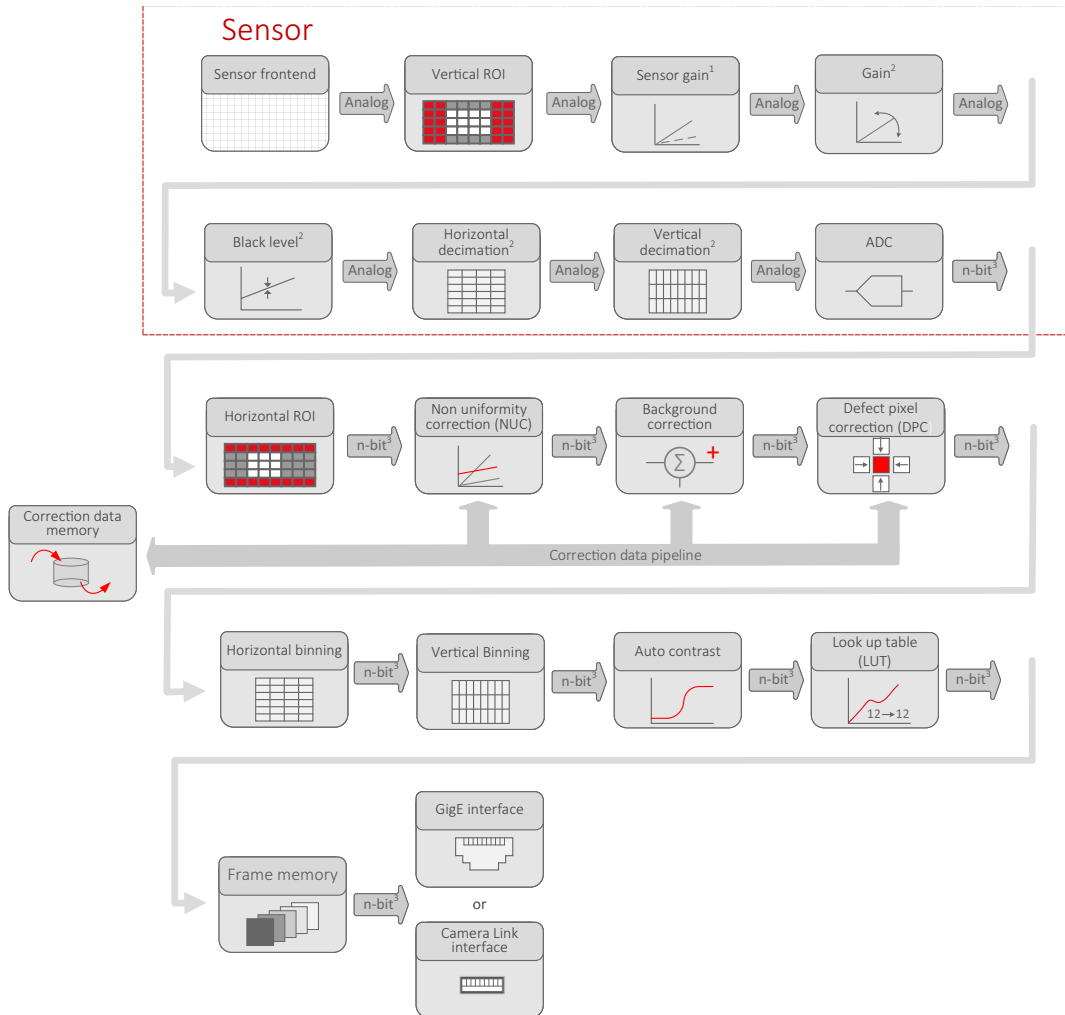 Sensor
Sensor frontend
Analog
Vertical ROI
Analog
Sensor gain¹
Analog
Gain²
Analog
Black level²
Analog
Horizontal
decimation²
Analog
Vertical
decimation²
Analog
ADC
n-bit³
Horizontal ROI
n-bit³
Non uniformity
correction (NUC)
n-bit³
Background
correction
Σ
+
n-bit³
Defect pixel
correction (DPC)
n-bit³
Correction data
memory
Correction data pipeline
Horizontal binning
n-bit³
Vertical Binning
n-bit³
Auto contrast
n-bit³
Look up table
(LUT)
12→12
n-bit³
Frame memory
n-bit³
GigE interface
or
Camera Link
interface